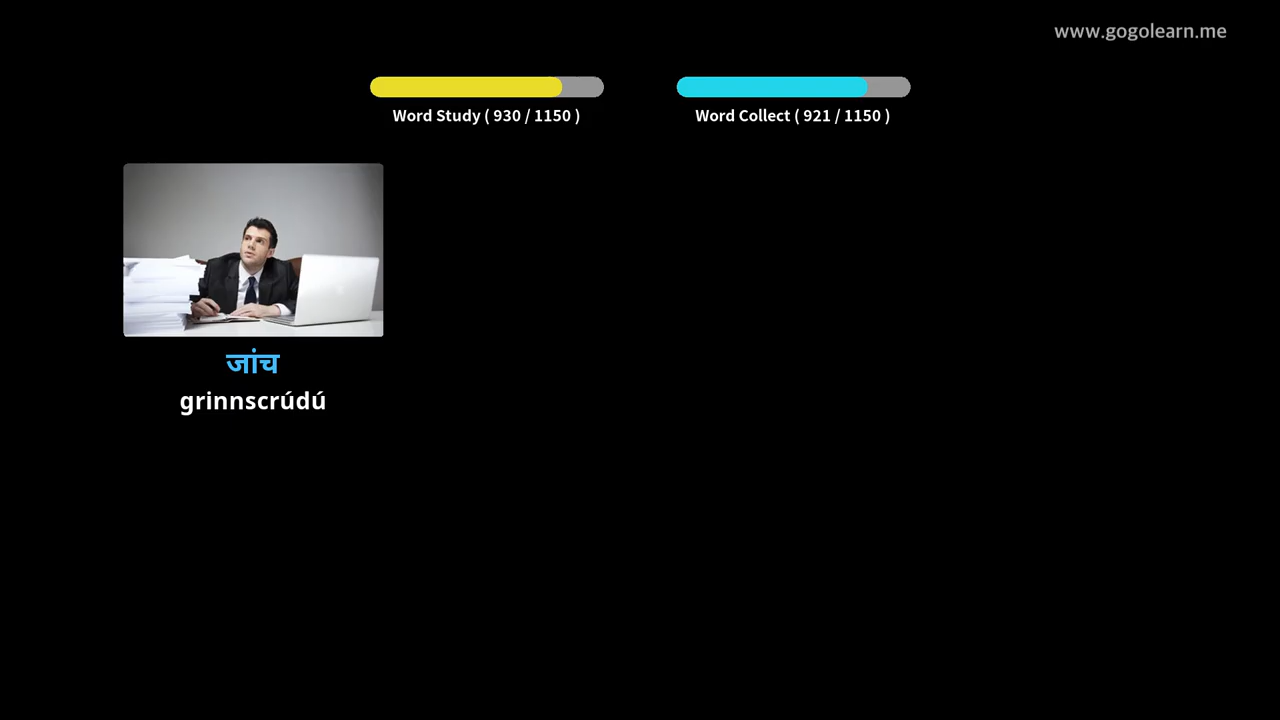 www.gogolearn.me
Word Study ( 930 / 1150 )
Word Collect ( 921 / 1150 )
जांच
grinnscrúdú